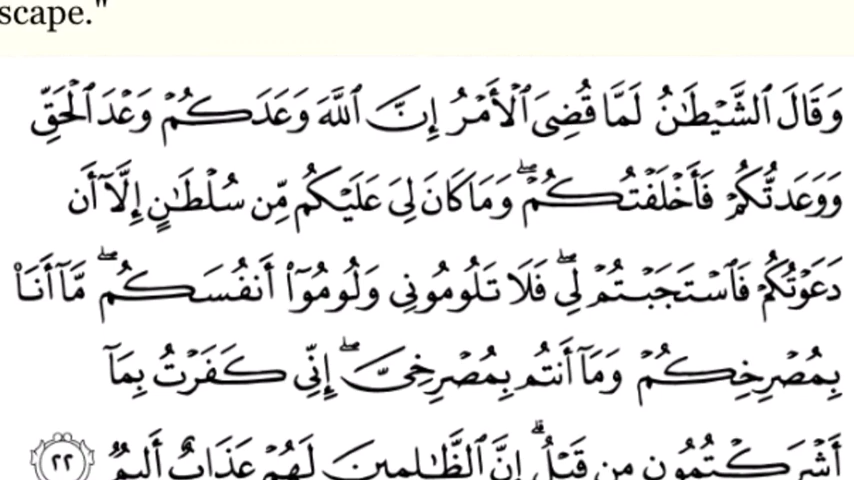 scape."
وَقَالَ ٱلشَّيْطَٰنُ لَمَّا قُضِىَ ٱلْأَمْرُ إِنَّ ٱللَّهَ وَعَدَكُمْ وَعْدَ ٱلْحَقِّ
وَوَعَدتُّكُمْ فَأَخْلَفْتُكُمْ ۖ وَمَا كَانَ لِىَ عَلَيْكُم مِّن سُلْطَٰنٍ إِلَّآ أَن
دَعَوْتُكُمْ فَٱسْتَجَبْتُمْ لِى ۖ فَلَا تَلُومُونِى وَلُومُوٓا۟ أَنفُسَكُم ۖ مَّآ أَنَا۠
بِمُصْرِخِكُمْ وَمَآ أَنتُم بِمُصْرِخِىَّ ۖ إِنِّى كَفَرْتُ بِمَآ
أَشْرَكْتُمُونِ مِن قَبْلُ ۗ إِنَّ ٱلظَّٰلِمِينَ لَهُمْ عَذَابٌ أَلِيمٌ ٢٢